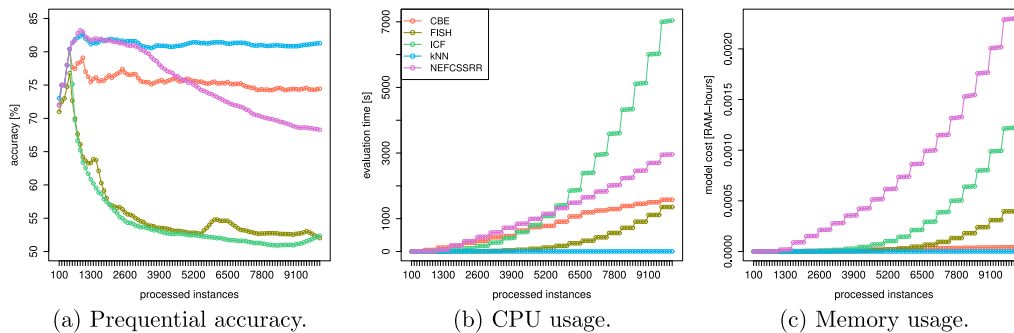 85
80
75
70
65
60
55
50
accuracy [%]
100 1300 2600 3900 5200 6500 7800 9100
processed instances
(a) Prequential accuracy.
CBE
FISH
ICF
kNN
NEFCSSRR
7000
5000
3000
1000
0
evaluation time [s]
100 1300 2600 3900 5200 6500 7800 9100
processed instances
(b) CPU usage.
0.0020
0.0015
0.0010
0.0005
0.0000
model cost [RAM−hours]
100 1300 2600 3900 5200 6500 7800 9100
processed instances
(c) Memory usage.